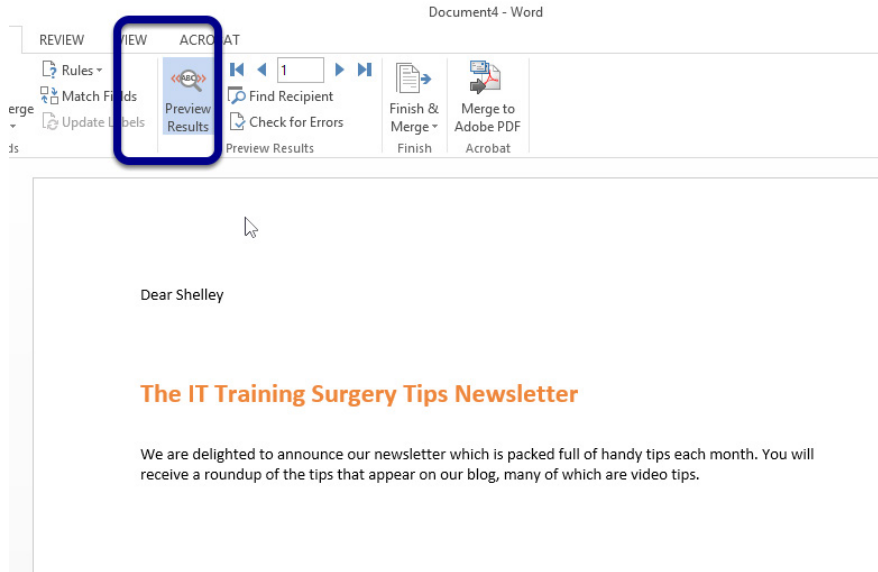 Document4 - Word
REVIEW VIEW ACROBAT
Rules
Match Fields
Update Labels
«ABC»
Preview
Results
1
Find Recipient
Check for Errors
Preview Results
Finish &
Merge
Finish
Merge to
Adobe PDF
Acrobat
Dear Shelley
The IT Training Surgery Tips Newsletter
We are delighted to announce our newsletter which is packed full of handy tips each month. You will
receive a roundup of the tips that appear on our blog, many of which are video tips.